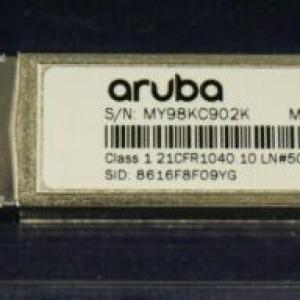 aruba
S/N: MY98KC902K M
Class 1 21CFR1040.10 LN#50
SID: 8616F8F09YG